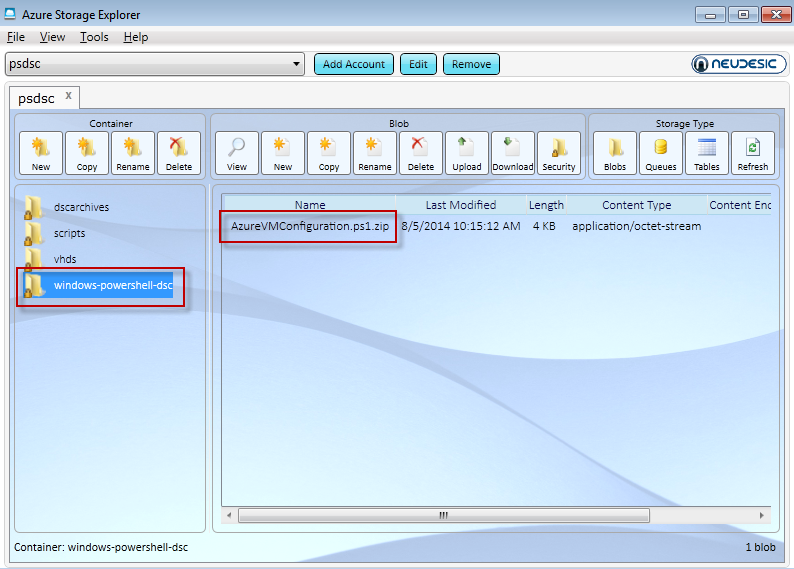 Azure Storage Explorer
File View Tools Help
psdsc Add Account Edit Remove NEUDESIC
psdsc x
Container Blob Storage Type
New Copy Rename Delete View New Copy Rename Delete Upload Download Security Blobs Queues Tables Refresh
dscarchives
scripts
vhds
windows-powershell-dsc
Name Last Modified Length Content Type Content Enc
AzureVMConfiguration.ps1.zip 8/5/2014 10:15:12 AM 4 KB application/octet-stream
Container: windows-powershell-dsc 1 blob